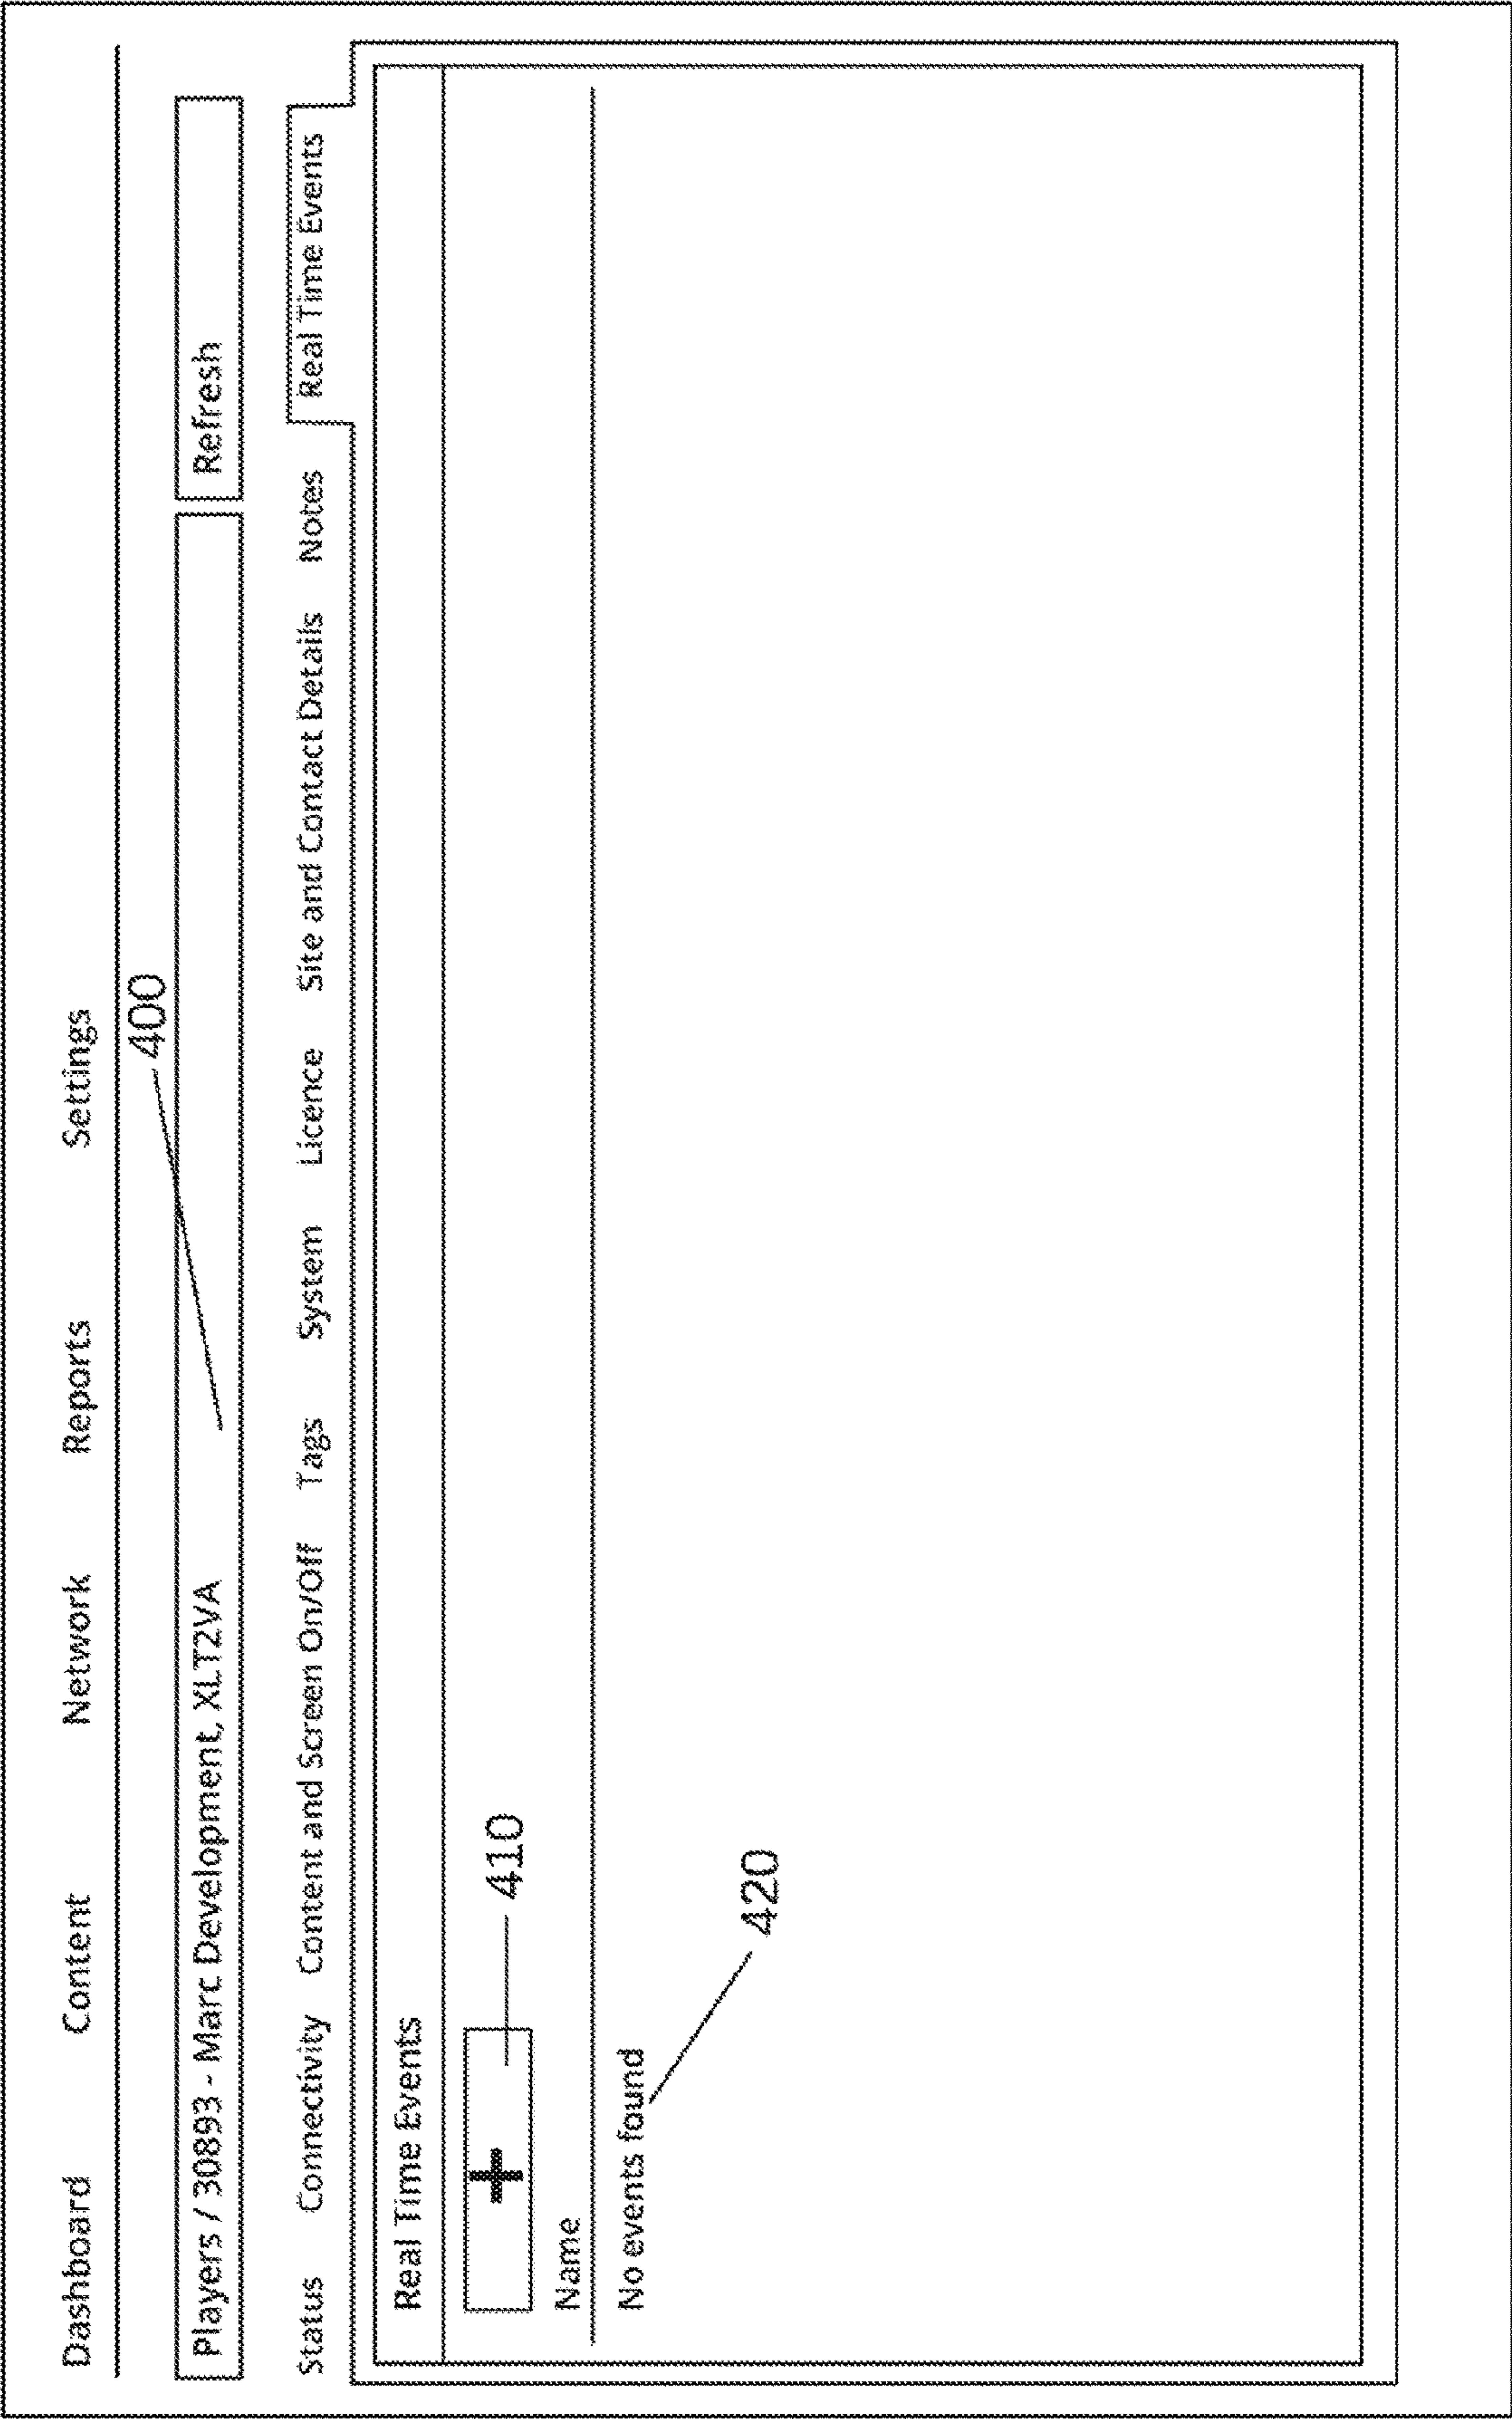 Dashboard Content Network Reports Settings
400
Players / 30893 - Marc Development, XLT2VA Refresh
Status Connectivity Content and Screen On/Off Tags System Licence Site and Contact Details Notes Real Time Events
Real Time Events
+ 410
Name
No events found
420